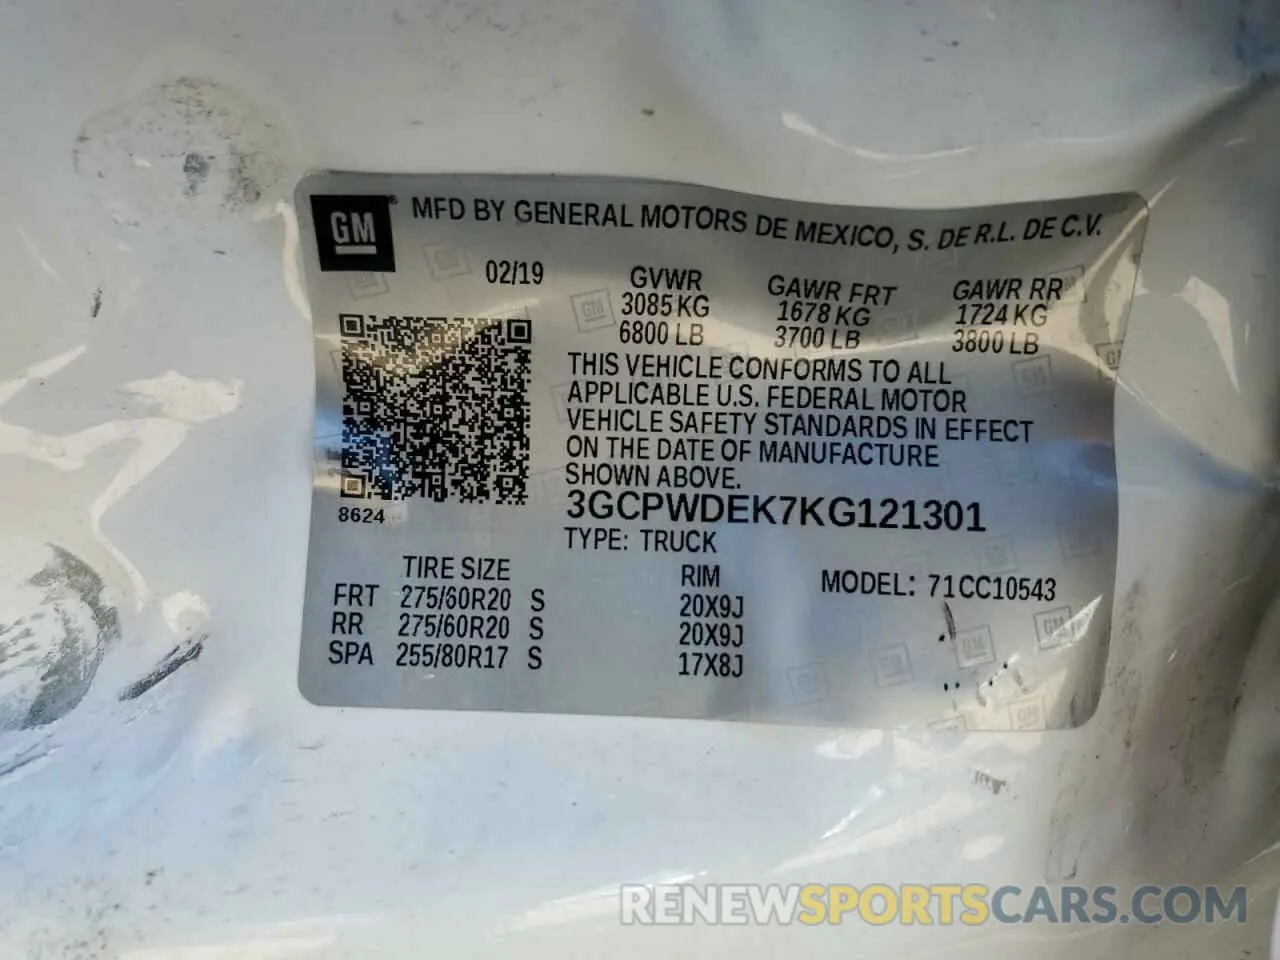 GM ® MFD BY GENERAL MOTORS DE MEXICO, S. DE R.L. DE C.V.
02/19
GVWR GAWR FRT GAWR RR
3085 KG 1678 KG 1724 KG
6800 LB 3700 LB 3800 LB
THIS VEHICLE CONFORMS TO ALL
APPLICABLE U.S. FEDERAL MOTOR
VEHICLE SAFETY STANDARDS IN EFFECT
ON THE DATE OF MANUFACTURE
SHOWN ABOVE.
8624
3GCPWDEK7KG121301
TYPE: TRUCK
TIRE SIZE RIM MODEL: 71CC10543
FRT 275/60R20 S 20X9J
RR 275/60R20 S 20X9J
SPA 255/80R17 S 17X8J
RENEWSPORTSCARS.COM